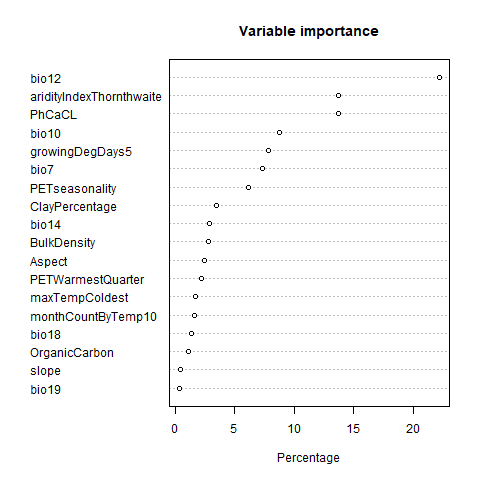 Variable importance
bio12
aridityIndexThornthwaite
PhCaCL
bio10
growingDegDays5
bio7
PETseasonality
ClayPercentage
bio14
BulkDensity
Aspect
PETWarmestQuarter
maxTempColdest
monthCountByTemp10
bio18
OrganicCarbon
slope
bio19
0 5 10 15 20
Percentage